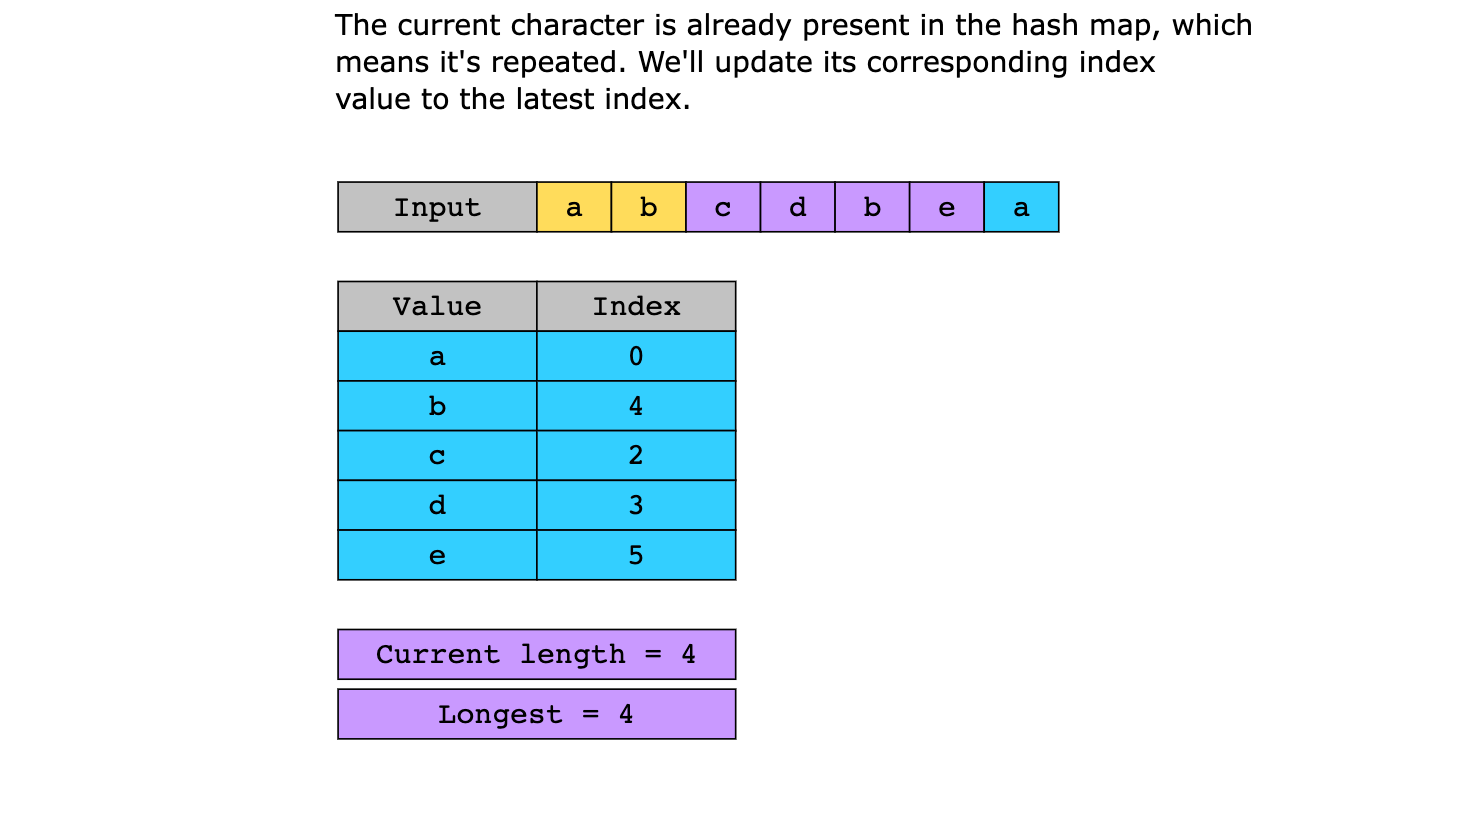 The current character is already present in the hash map, which
means it's repeated. We'll update its corresponding index
value to the latest index.
Input a b c d b e a
Value Index
a 0
b 4
c 2
d 3
e 5
Current length = 4
Longest = 4